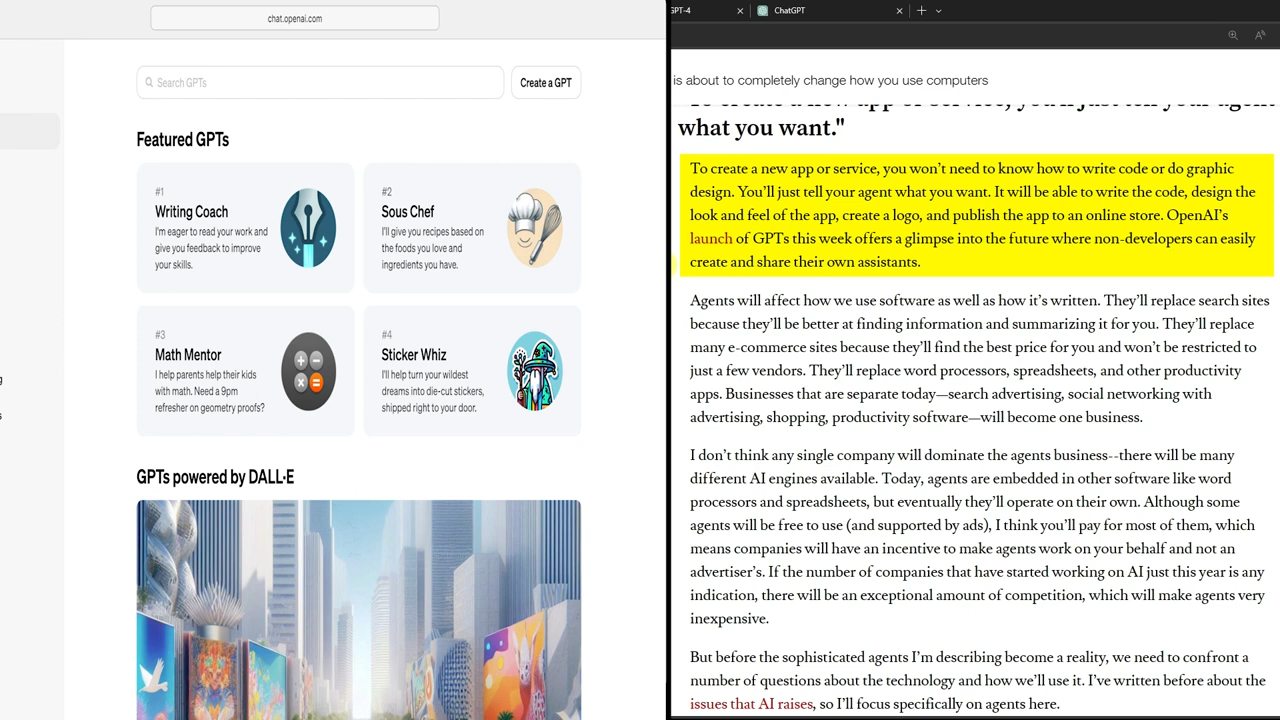 chat.openai.com
Search GPTs
Create a GPT
Featured GPTs
#1
Writing Coach
I'm eager to read your work and
give you feedback to improve
your skills.
#2
Sous Chef
I'll give you recipes based on
the foods you love and
ingredients you have.
#3
Math Mentor
I help parents help their kids
with math. Need a 9pm
refresher on geometry proofs?
#4
Sticker Whiz
I'll help turn your wildest
dreams into die-cut stickers,
shipped right to your door.
GPTs powered by DALL·E
GPT-4
ChatGPT
is about to completely change how you use computers
To create a new app or service, you'll just tell your agent
what you want."
To create a new app or service, you won't need to know how to write code or do graphic
design. You'll just tell your agent what you want. It will be able to write the code, design the
look and feel of the app, create a logo, and publish the app to an online store. OpenAI's
launch of GPTs this week offers a glimpse into the future where non-developers can easily
create and share their own assistants.
Agents will affect how we use software as well as how it's written. They'll replace search sites
because they'll be better at finding information and summarizing it for you. They'll replace
many e-commerce sites because they'll find the best price for you and won't be restricted to
just a few vendors. They'll replace word processors, spreadsheets, and other productivity
apps. Businesses that are separate today—search advertising, social networking with
advertising, shopping, productivity software—will become one business.
I don't think any single company will dominate the agents business--there will be many
different AI engines available. Today, agents are embedded in other software like word
processors and spreadsheets, but eventually they'll operate on their own. Although some
agents will be free to use (and supported by ads), I think you'll pay for most of them, which
means companies will have an incentive to make agents work on your behalf and not an
advertiser's. If the number of companies that have started working on AI just this year is any
indication, there will be an exceptional amount of competition, which will make agents very
inexpensive.
But before the sophisticated agents I'm describing become a reality, we need to confront a
number of questions about the technology and how we'll use it. I've written before about the
issues that AI raises, so I'll focus specifically on agents here.